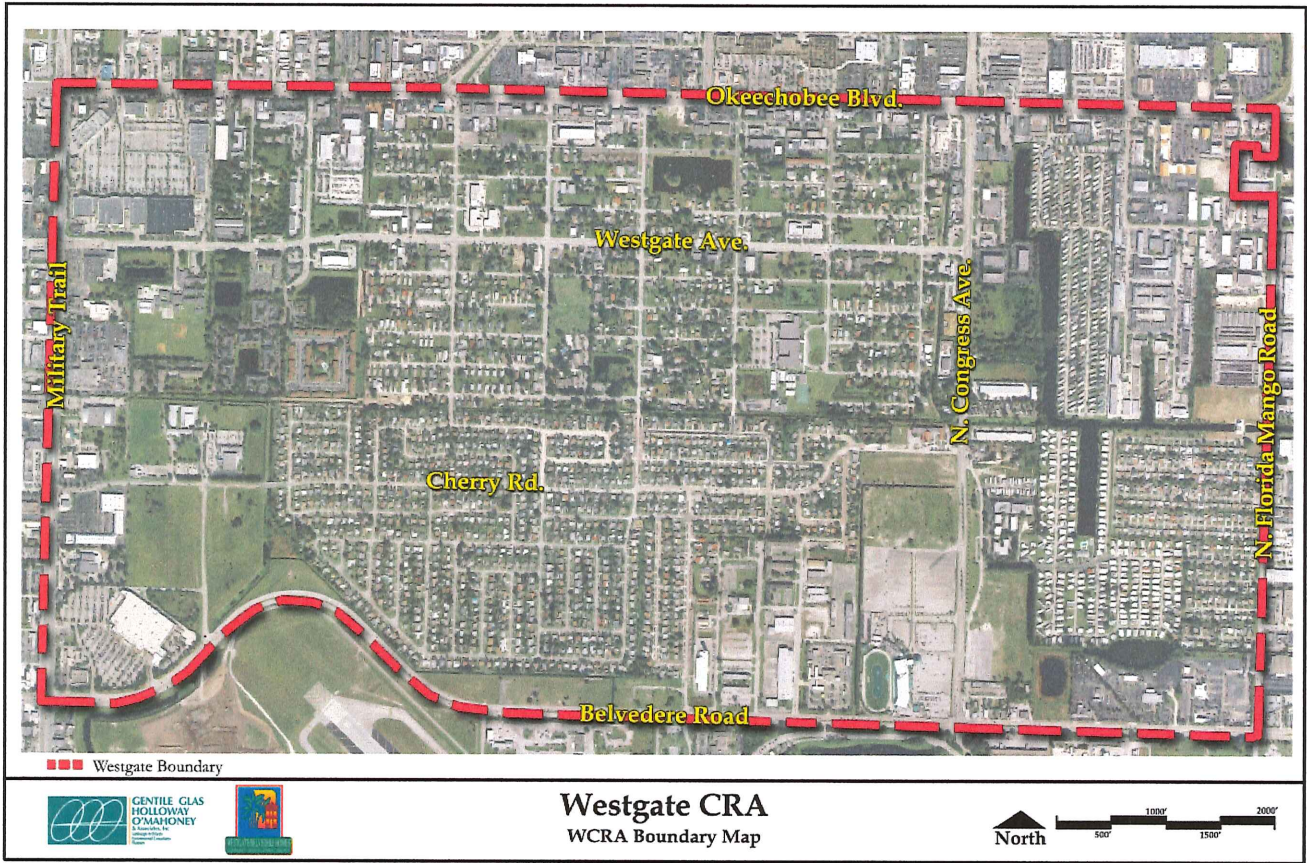 Okeechobee Blvd.
Westgate Ave.
Military Trail
N. Congress Ave.
N. Florida Mango Road
Cherry Rd.
Belvedere Road
Westgate Boundary
GENTILE GLAS
HOLLOWAY
O'MAHONEY
& Associates, Inc
Westgate CRA
WCRA Boundary Map
North
500'
1000'
1500'
2000'